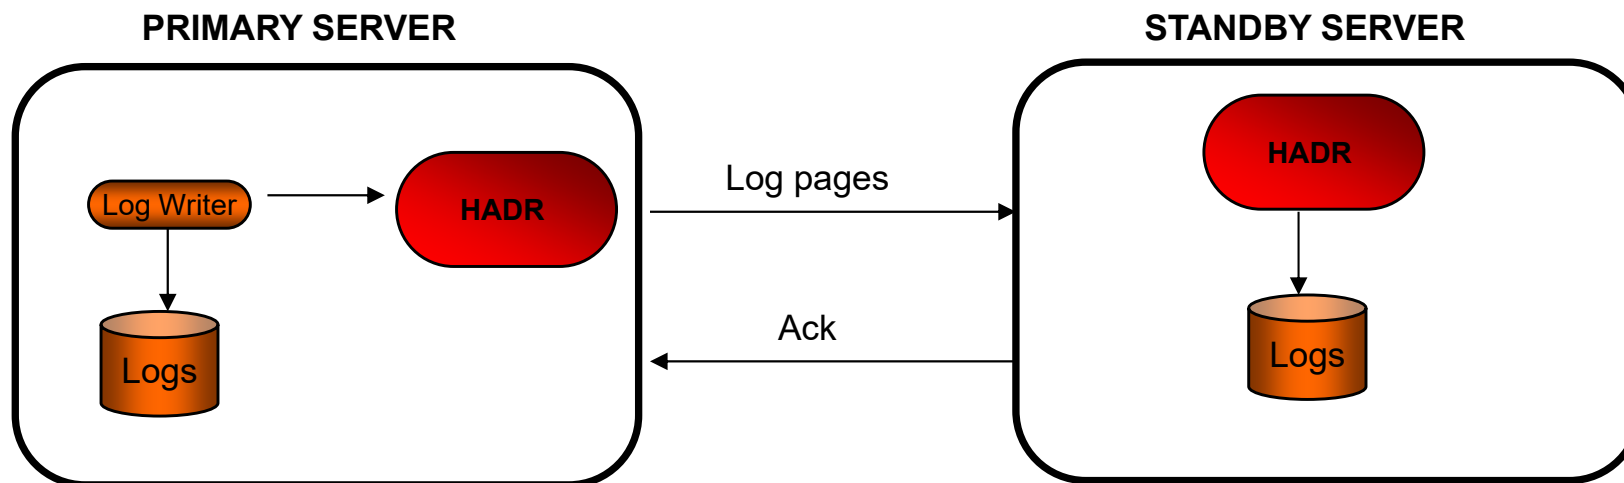 PRIMARY SERVER
STANDBY SERVER
Log Writer
HADR
Logs
Log pages
Ack
HADR
Logs